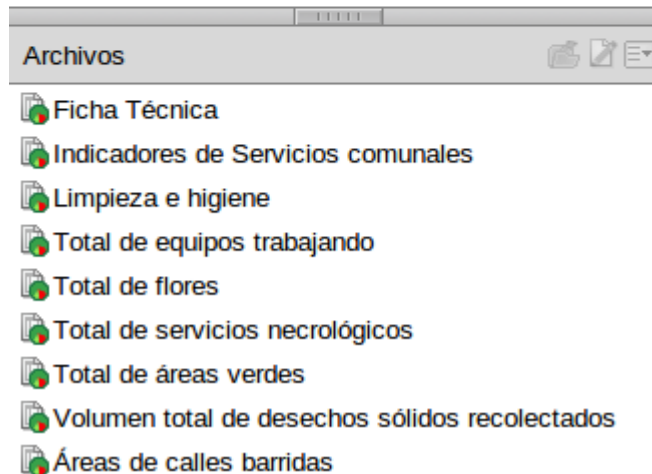 Archivos
Ficha Técnica
Indicadores de Servicios comunales
Limpieza e higiene
Total de equipos trabajando
Total de flores
Total de servicios necrológicos
Total de áreas verdes
Volumen total de desechos sólidos recolectados
Áreas de calles barridas